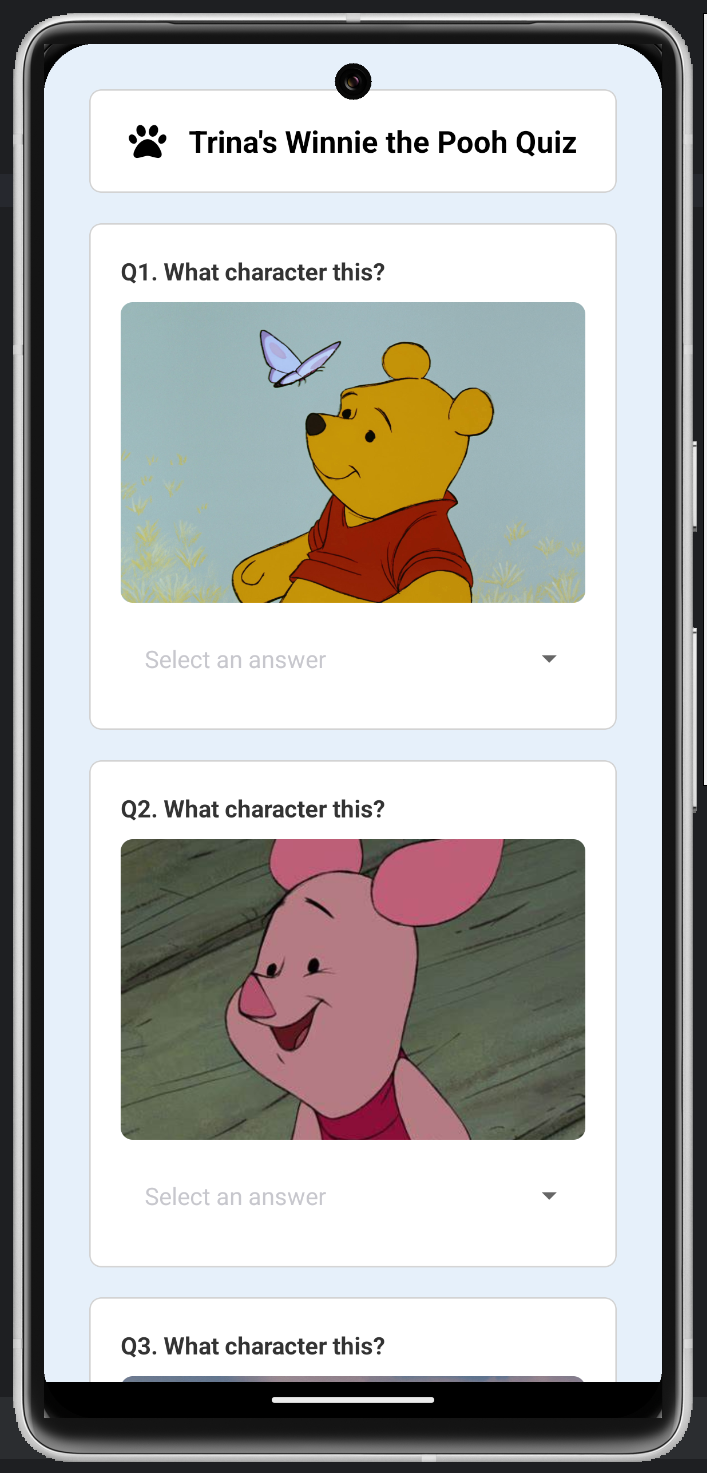 Trina's Winnie the Pooh Quiz
Q1. What character this?
Select an answer
Q2. What character this?
Select an answer
Q3. What character this?